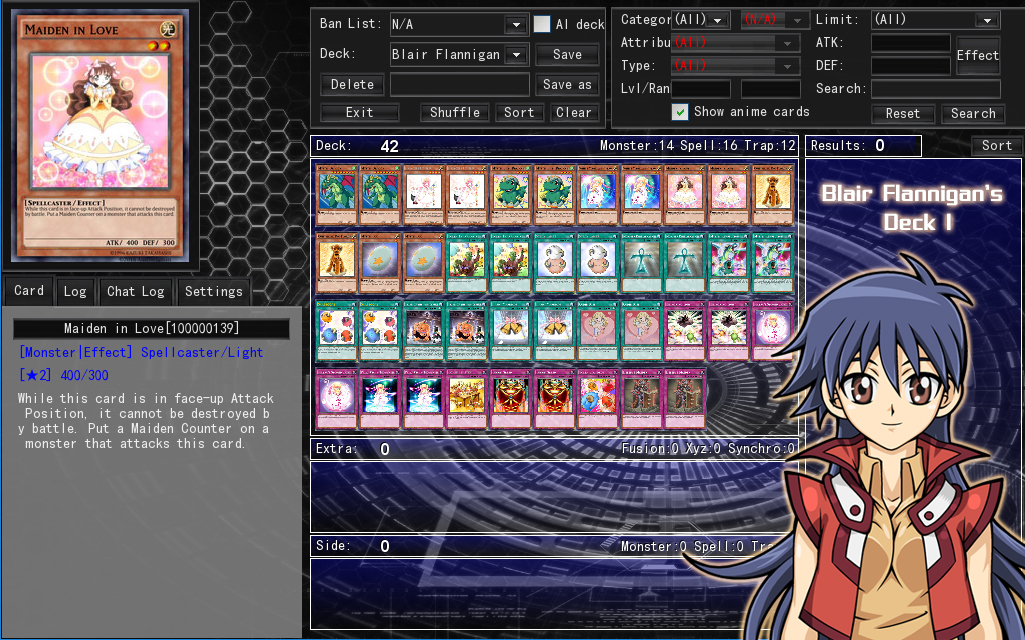 MAIDEN IN LOVE
[SPELLCASTER / EFFECT]
While this card is in face-up Attack Position, it cannot be destroyed
by battle. Put a Maiden Counter on a monster that attacks this card.
ATK/ 400 DEF/ 300
©1996 KAZUKI TAKAHASHI
Card
Log
Chat Log
Settings
Maiden in Love[100000139]
[Monster|Effect] Spellcaster/Light
[★2] 400/300
While this card is in face-up Attack
Position, it cannot be destroyed b
y battle. Put a Maiden Counter on a
monster that attacks this card.
Ban List: N/A AI deck
Deck: Blair Flannigan Save
Delete Save as
Exit Shuffle Sort Clear
Categor (All) (N/A) Limit: (All)
Attribu (All) ATK:
Effect
Type: (All) DEF:
Lvl/Ran Search:
Show anime cards Reset Search
Deck: 42 Monster:14 Spell:16 Trap:12
Results: 0 Sort
Blair Flannigan's
Deck 1
Extra: 0 Fusion:0 Xyz:0 Synchro:0
Side: 0 Monster:0 Spell:0 Tr